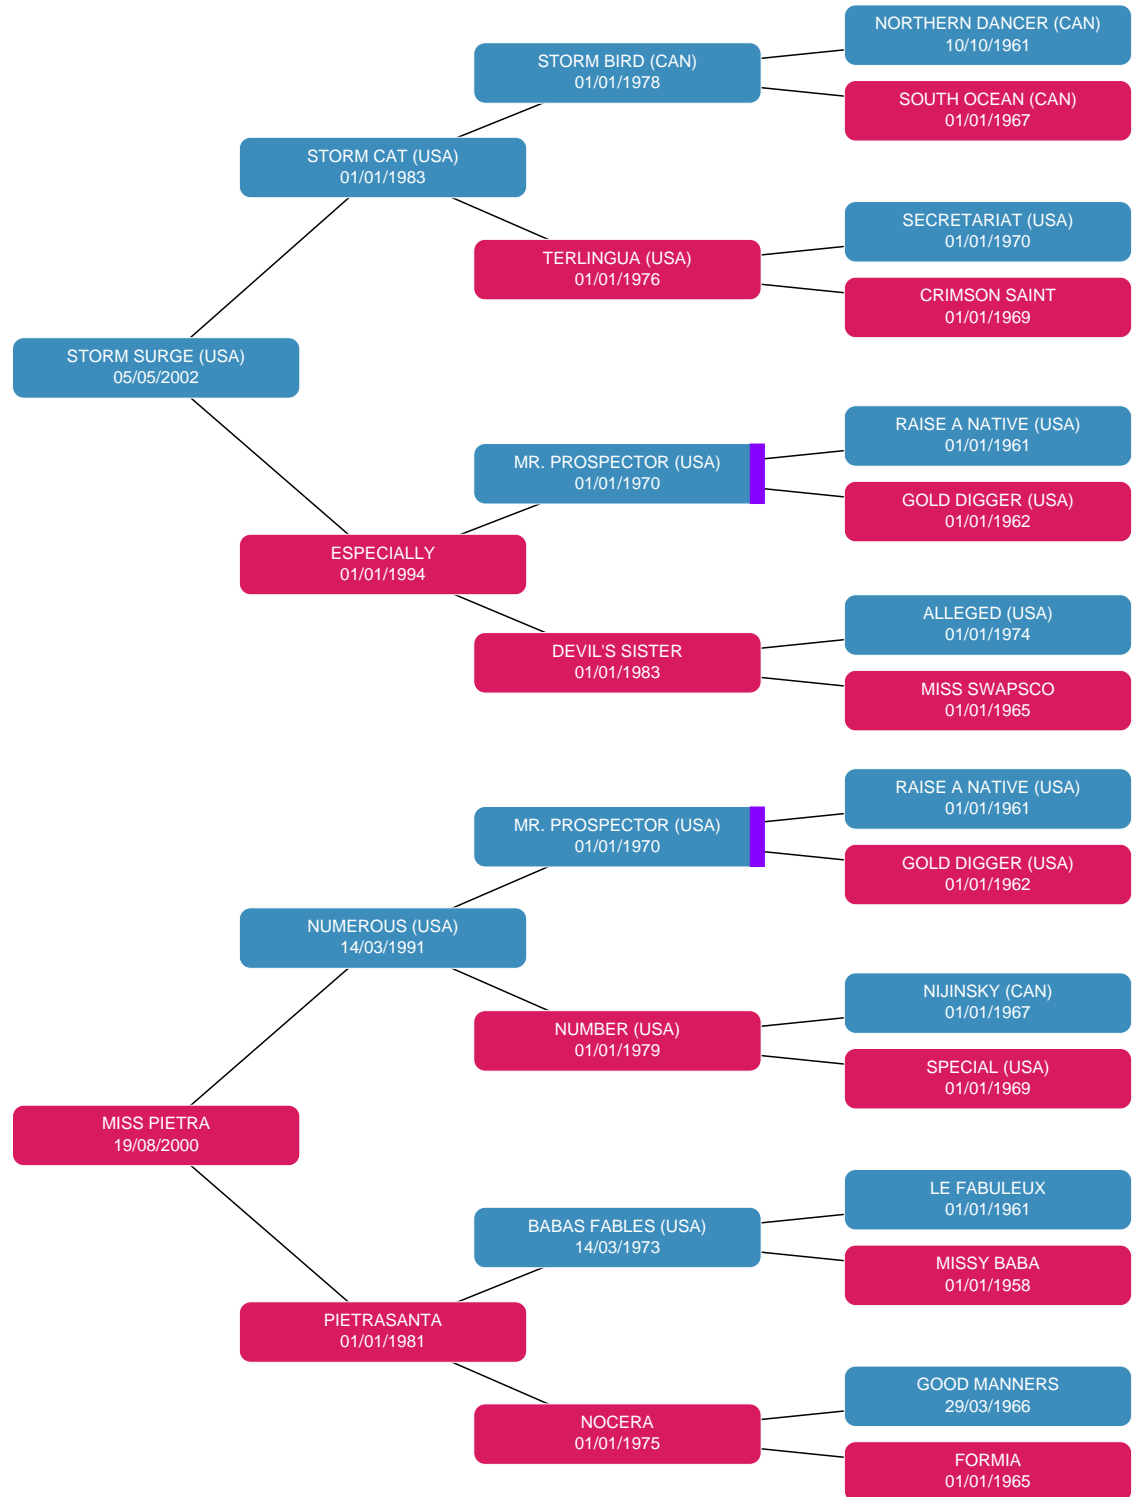 NORTHERN DANCER (CAN)
10/10/1961
STORM BIRD (CAN)
01/01/1978
SOUTH OCEAN (CAN)
01/01/1967
STORM CAT (USA)
01/01/1983
SECRETARIAT (USA)
01/01/1970
TERLINGUA (USA)
01/01/1976
CRIMSON SAINT
01/01/1969
STORM SURGE (USA)
05/05/2002
RAISE A NATIVE (USA)
01/01/1961
MR. PROSPECTOR (USA)
01/01/1970
GOLD DIGGER (USA)
01/01/1962
ESPECIALLY
01/01/1994
ALLEGED (USA)
01/01/1974
DEVIL'S SISTER
01/01/1983
MISS SWAPSCO
01/01/1965
RAISE A NATIVE (USA)
01/01/1961
MR. PROSPECTOR (USA)
01/01/1970
GOLD DIGGER (USA)
01/01/1962
NUMEROUS (USA)
14/03/1991
NIJINSKY (CAN)
01/01/1967
NUMBER (USA)
01/01/1979
SPECIAL (USA)
01/01/1969
MISS PIETRA
19/08/2000
LE FABULEUX
01/01/1961
BABAS FABLES (USA)
14/03/1973
MISSY BABA
01/01/1958
PIETRASANTA
01/01/1981
GOOD MANNERS
29/03/1966
NOCERA
01/01/1975
FORMIA
01/01/1965